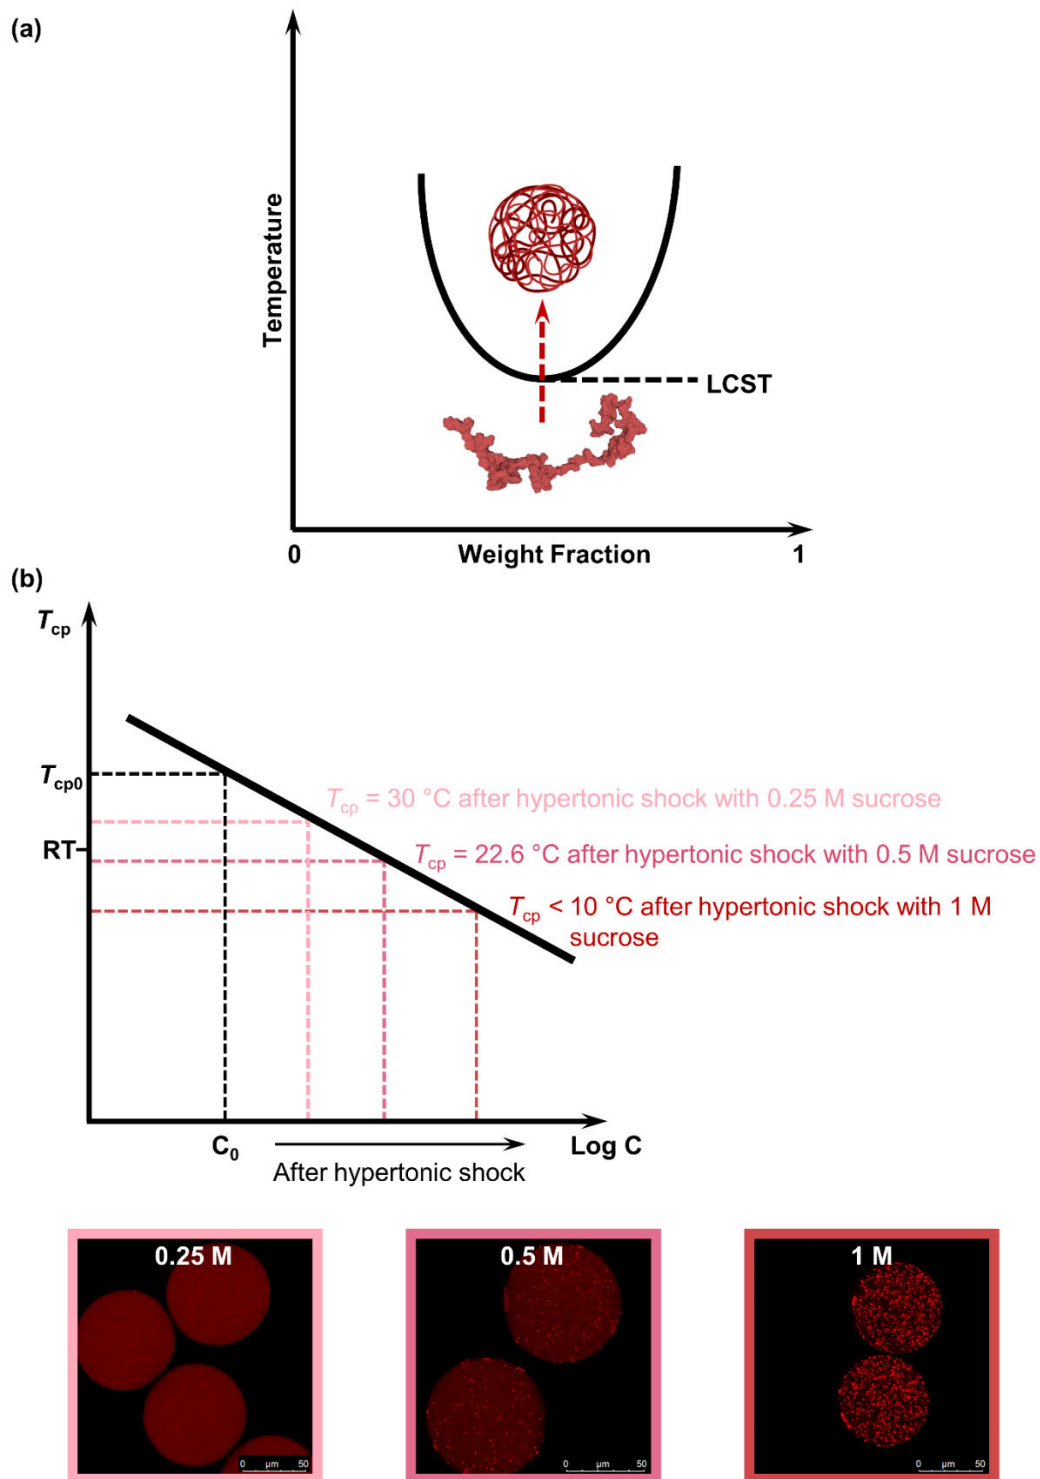 (a)
Temperature
LCST
0
Weight Fraction
1
(b)
Tcp
Tcp0
Tcp = 30 °C after hypertonic shock with 0.25 M sucrose
RT
Tcp = 22.6 °C after hypertonic shock with 0.5 M sucrose
Tcp < 10 °C after hypertonic shock with 1 M
sucrose
C0
Log C
After hypertonic shock
0.25 M
0.5 M
1 M
0 µm 50
0 µm 50
0 µm 50